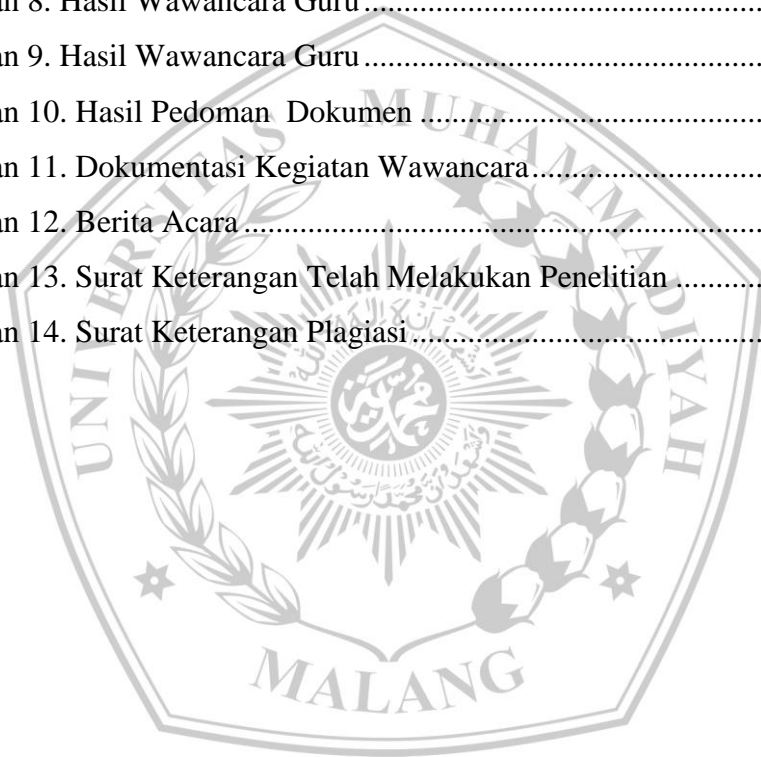 an 8. Hasil Wawancara Guru ................................................
an 9. Hasil Wawancara Guru ................................................
an 10. Hasil Pedoman  Dokumen ........................................
an 11. Dokumentasi Kegiatan Wawancara ............................
an 12. Berita Acara ................................................................
an 13. Surat Keterangan Telah Melakukan Penelitian ...........
an 14. Surat Keterangan Plagiasi ..........................................
UNIVERSITAS MUHAMMADIYAH
MALANG